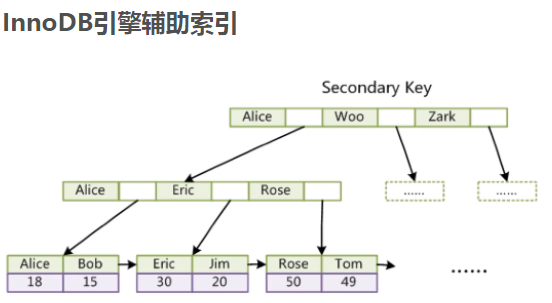 InnoDB引擎辅助索引
Secondary Key
Alice Woo Zark
Alice Eric Rose ...... ......
Alice Bob Eric Jim Rose Tom ......
18 15 30 20 50 49